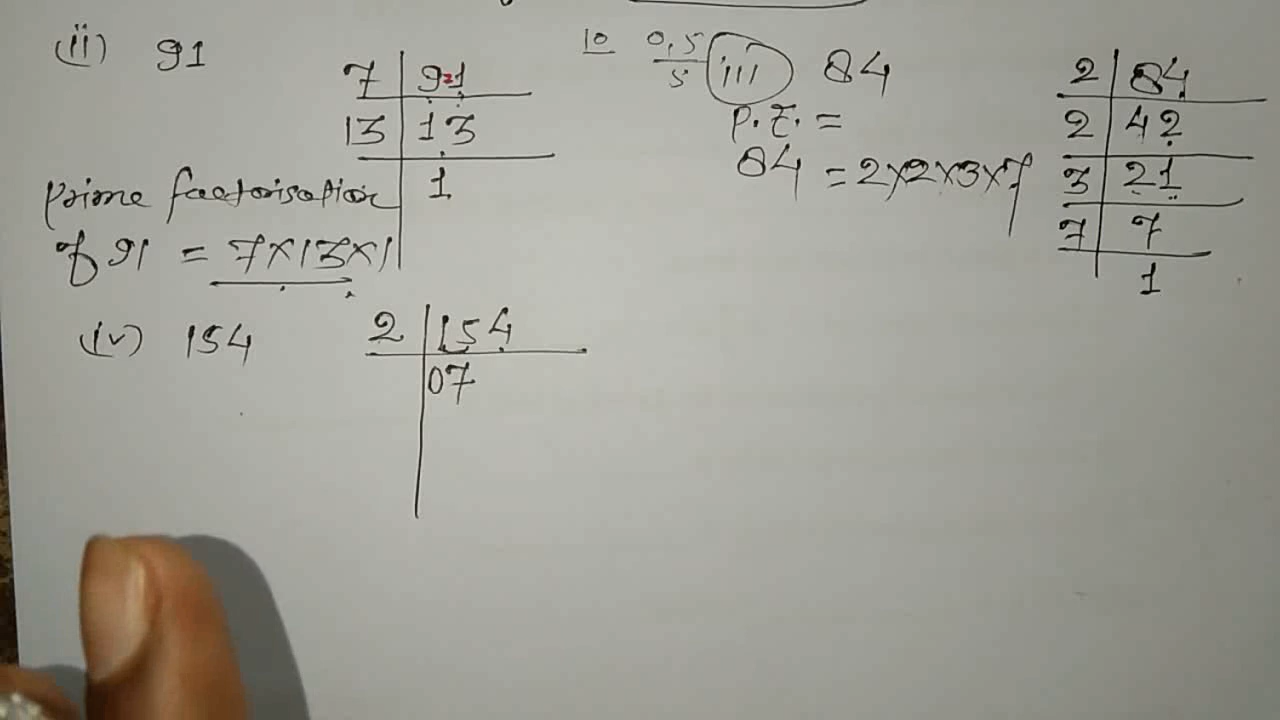 (ii) 91
7 | 91
13 | 13
1
prime factorisation
of 91 = 7×13×1
10 0,5
5
iii 84
P.F. =
84 = 2×2×3×7
2 | 84
2 | 42
3 | 21
7 | 7
1
(iv) 154
2 | 154
07